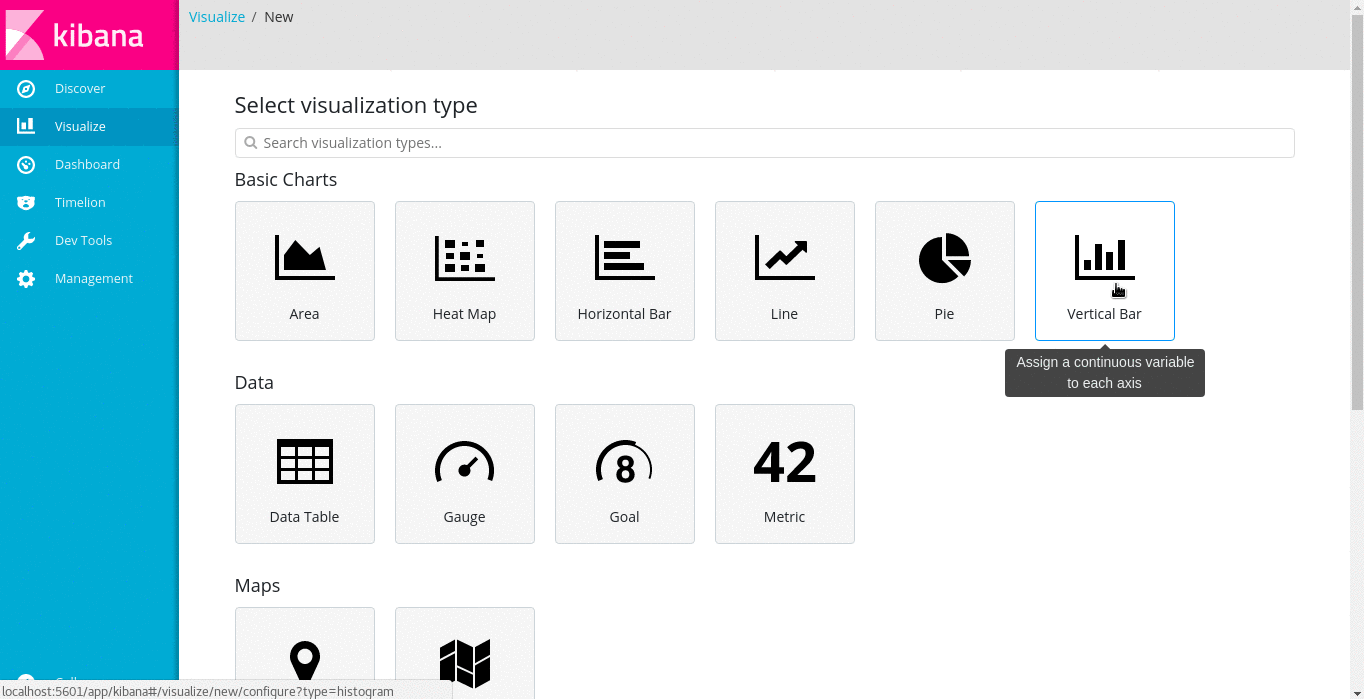 kibana
Visualize / New
Discover
Visualize
Dashboard
Timelion
Dev Tools
Management
Select visualization type
Search visualization types...
Basic Charts
Area
Heat Map
Horizontal Bar
Line
Pie
Vertical Bar
Assign a continuous variable
to each axis
Data
8
42
Data Table
Gauge
Goal
Metric
Maps
localhost:5601/app/kibana#/visualize/new/configure?type=histogram